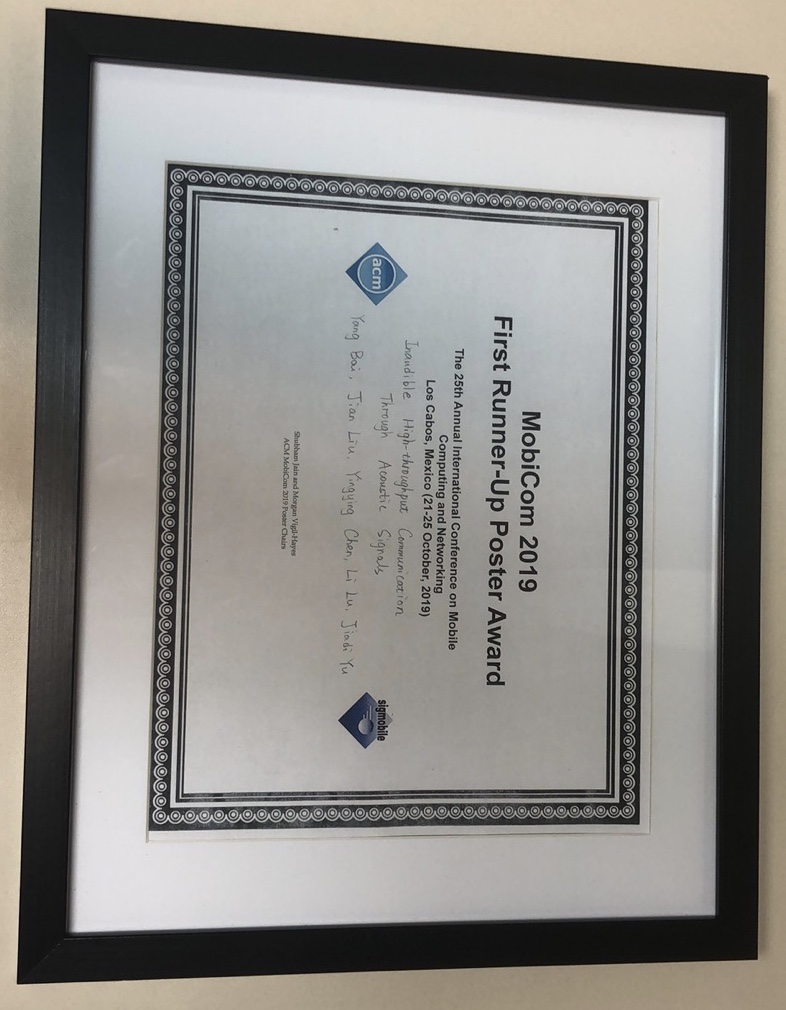 MobiCom 2019
First Runner-Up Poster Award
The 25th Annual International Conference on Mobile
Computing and Networking
Los Cabos, Mexico (21-25 October, 2019)
Inaudible High-throughput Communication
Through Acoustic Signals
acm
Yang Bai, Jian Liu, Yingying Chen, Li Lu, Jiadi Yu
sigmobile
Shubham Jain and Morgan Vigil-Hayes
ACM MobiCom 2019 Poster Chairs